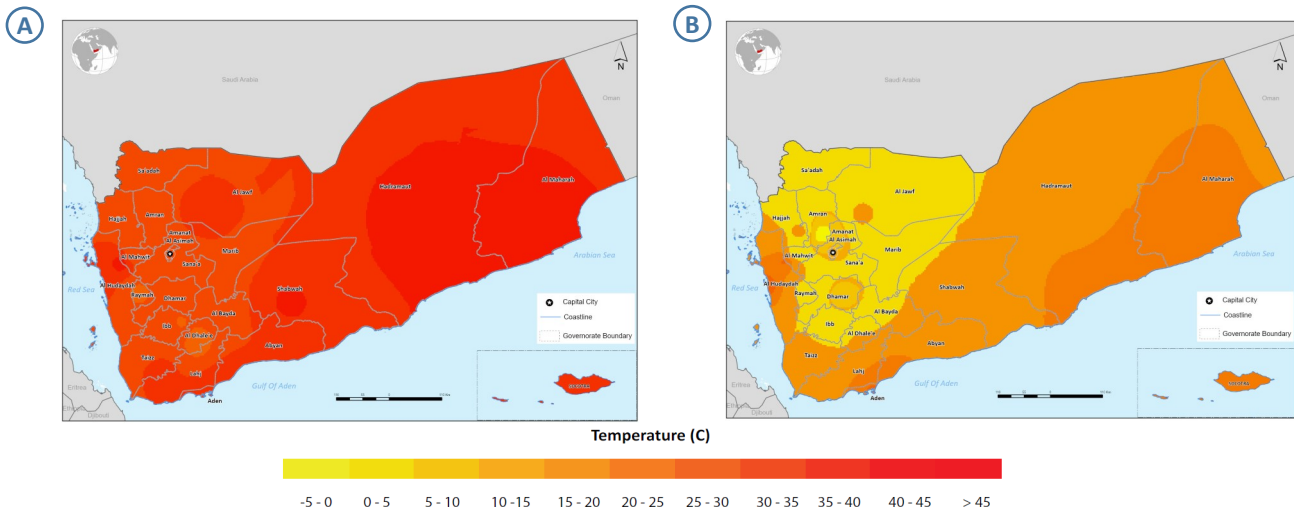 A
N
Saudi Arabia
Oman
Sa'adah
Al Jawf
Hadramaut
Al Maharah
Hajjah
Amran
Amanat
Al Asimah
Marib
Al Mahwit
Sana'a
Arabian Sea
Red Sea
Al Hudaydah
Raymah
Dhamar
Shabwah
Al Bayda
Ibb
Al Dhale'e
Abyan
Taizz
Lahj
Aden
Gulf Of Aden
Eritrea
Djibouti
Capital City
Coastline
Governorate Boundary
B
N
Saudi Arabia
Oman
Sa'adah
Al Jawf
Hadramaut
Al Maharah
Hajjah
Amran
Amanat
Al Asimah
Marib
Al Mahwit
Sana'a
Arabian Sea
Red Sea
Al Hudaydah
Raymah
Dhamar
Shabwah
Al Bayda
Ibb
Al Dhale'e
Abyan
Taizz
Lahj
Aden
Gulf Of Aden
Eritrea
Djibouti
Capital City
Coastline
Governorate Boundary
Temperature (C)
-5 - 0 0 - 5 5 - 10 10 - 15 15 - 20 20 - 25 25 - 30 30 - 35 35 - 40 40 - 45 > 45